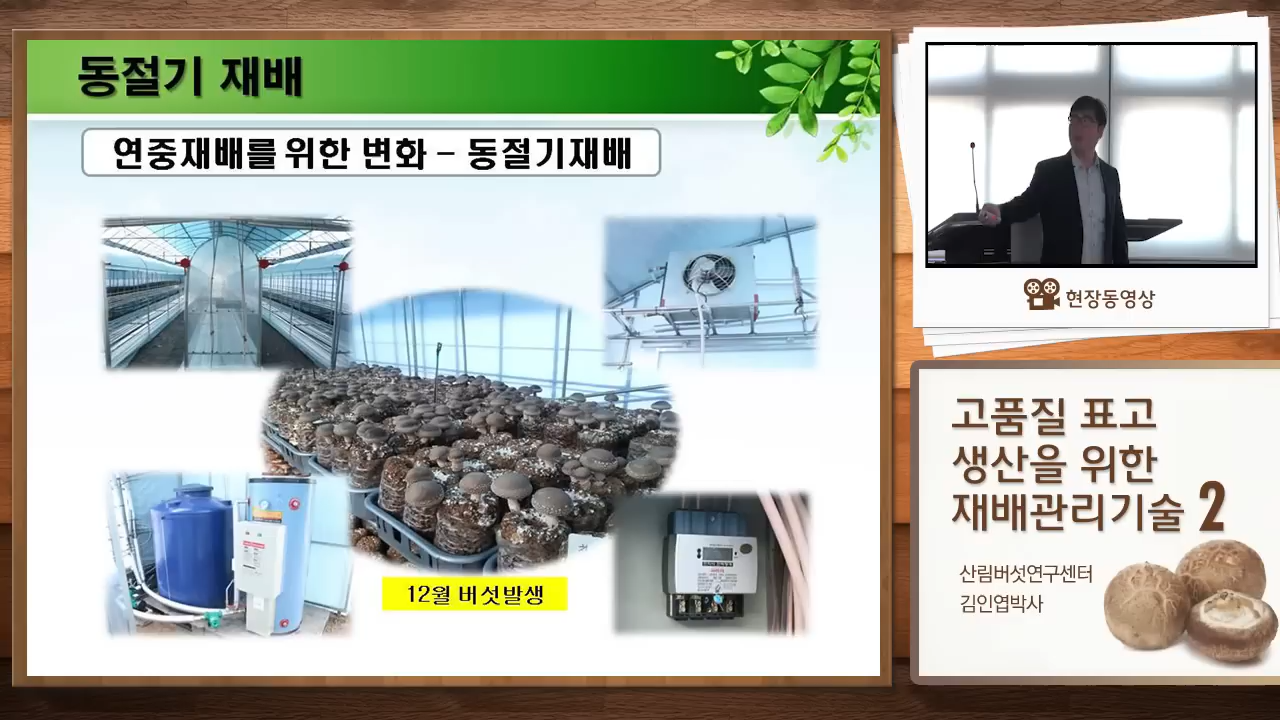 동절기 재배
연중재배를 위한 변화 – 동절기재배
12월 버섯발생
현장동영상
고품질 표고
생산을 위한
재배관리기술 2
산림버섯연구센터
김인엽박사